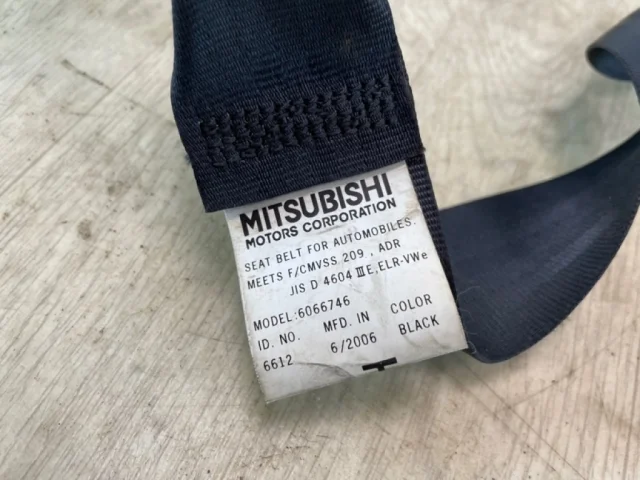 MITSUBISHI
MOTORS CORPORATION
SEAT BELT FOR AUTOMOBILES.
MEETS F/CMVSS 209, ADR
JIS D 4604 ⅢE,ELR-VWe
MODEL:6066746
ID. NO. MFD. IN COLOR
6612 6/2006 BLACK